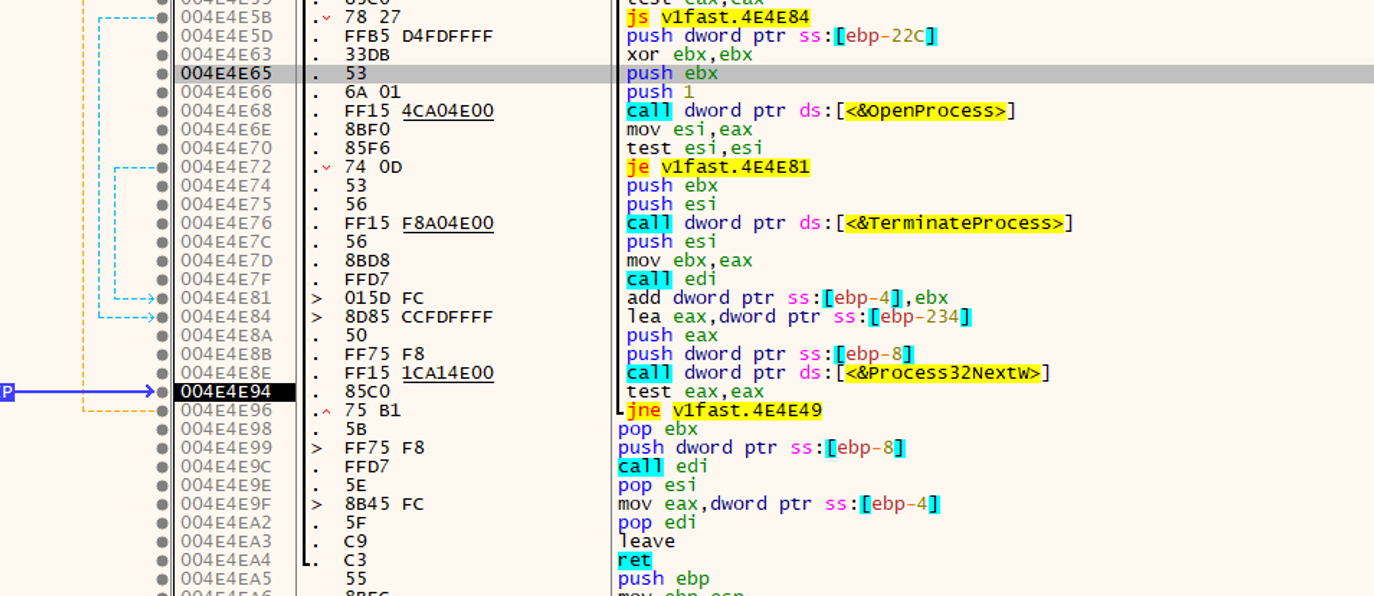 test eax,eax
004E4E5B . 78 27 js v1fast.4E4E84
004E4E5D . FFB5 D4FDFFFF push dword ptr ss:[ebp-22C]
004E4E63 . 33DB xor ebx,ebx
004E4E65 . 53 push ebx
004E4E66 . 6A 01 push 1
004E4E68 . FF15 4CA04E00 call dword ptr ds:[<&OpenProcess>]
004E4E6E . 8BF0 mov esi,eax
004E4E70 . 85F6 test esi,esi
004E4E72 . 74 0D je v1fast.4E4E81
004E4E74 . 53 push ebx
004E4E75 . 56 push esi
004E4E76 . FF15 F8A04E00 call dword ptr ds:[<&TerminateProcess>]
004E4E7C . 56 push esi
004E4E7D . 8BD8 mov ebx,eax
004E4E7F . FFD7 call edi
004E4E81 > 015D FC add dword ptr ss:[ebp-4],ebx
004E4E84 > 8D85 CCFDFFFF lea eax,dword ptr ss:[ebp-234]
004E4E8A . 50 push eax
004E4E8B . FF75 F8 push dword ptr ss:[ebp-8]
004E4E8E . FF15 1CA14E00 call dword ptr ds:[<&Process32NextW>]
P 004E4E94 . 85C0 test eax,eax
004E4E96 . 75 B1 jne v1fast.4E4E49
004E4E98 . 5B pop ebx
004E4E99 > FF75 F8 push dword ptr ss:[ebp-8]
004E4E9C . FFD7 call edi
004E4E9E . 5E pop esi
004E4E9F > 8B45 FC mov eax,dword ptr ss:[ebp-4]
004E4EA2 . 5F pop edi
004E4EA3 . C9 leave
004E4EA4 . C3 ret
004E4EA5 55 push ebp